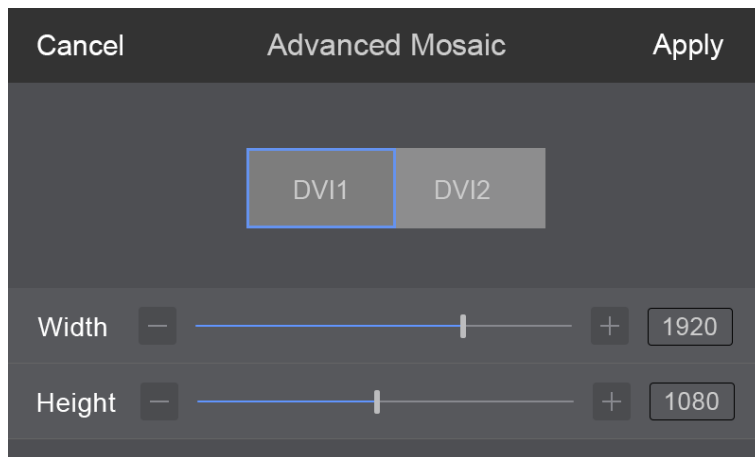 Cancel Advanced Mosaic Apply
DVI1 DVI2
Width − + 1920
Height − + 1080